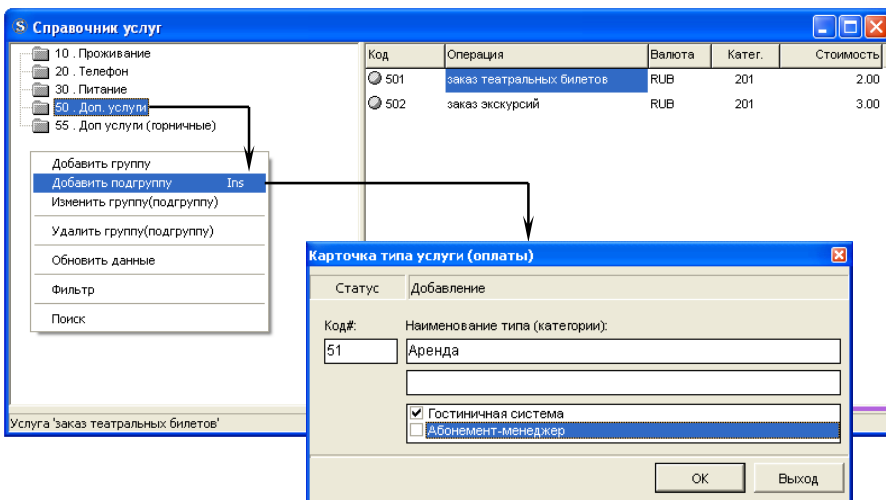 Справочник услуг
10 . Проживание
20 . Телефон
30 . Питание
50 . Доп. услуги
55 . Доп услуги (горничные)
Код Операция Валюта Катег. Стоимость
501 заказ театральных билетов RUB 201 2.00
502 заказ экскурсий RUB 201 3.00
Добавить группу
Добавить подгруппу Ins
Изменить группу(подгруппу)
Удалить группу(подгруппу)
Обновить данные
Фильтр
Поиск
Карточка типа услуги (оплаты)
Статус Добавление
Код#: Наименование типа (категории):
51 Аренда
Гостиничная система
Абонемент-менеджер
OK Выход
Услуга 'заказ театральных билетов'